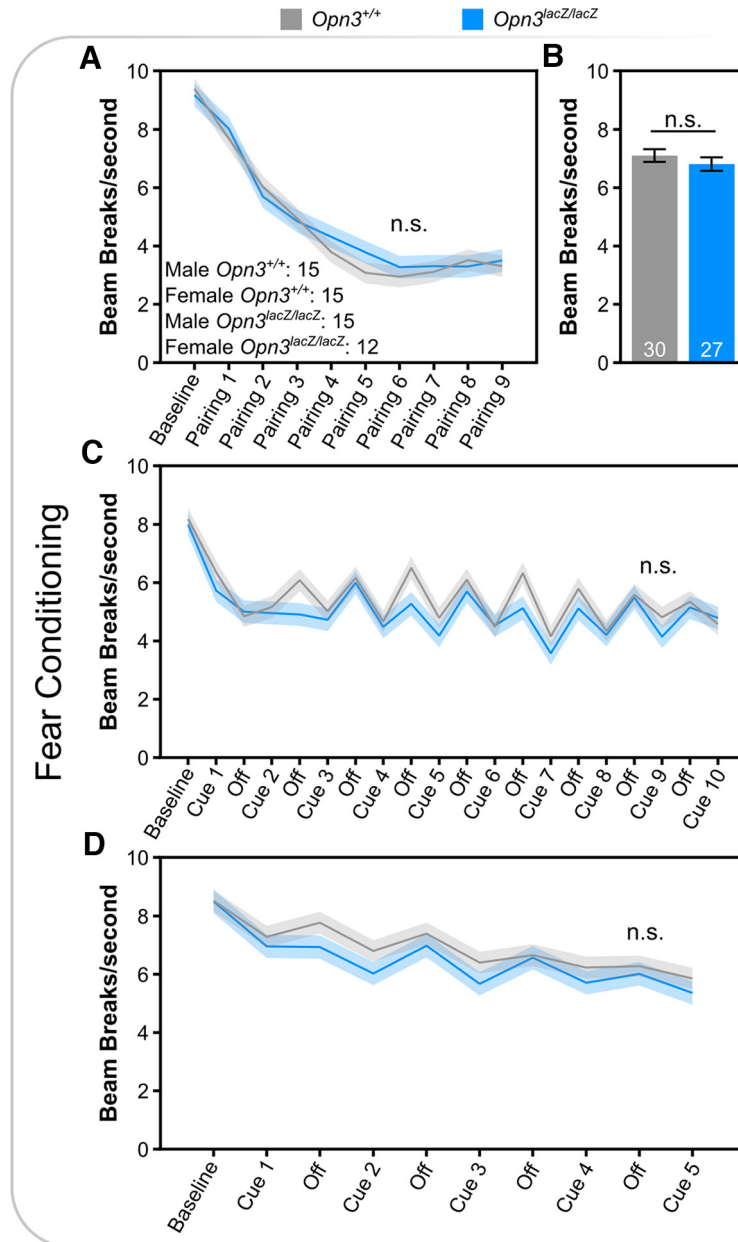 Opn3+/+ Opn3lacZ/lacZ
A
Beam Breaks/second
10
8
6
4
2
0
n.s.
Male Opn3+/+: 15
Female Opn3+/+: 15
Male Opn3lacZ/lacZ: 15
Female Opn3lacZ/lacZ: 12
Baseline
Pairing 1
Pairing 2
Pairing 3
Pairing 4
Pairing 5
Pairing 6
Pairing 7
Pairing 8
Pairing 9
B
Beam Breaks/second
10
8
6
4
2
0
n.s.
30 27
Fear Conditioning
C
Beam Breaks/second
10
8
6
4
2
0
n.s.
Baseline
Cue 1
Off
Cue 2
Off
Cue 3
Off
Cue 4
Off
Cue 5
Off
Cue 6
Off
Cue 7
Off
Cue 8
Off
Cue 9
Off
Cue 10
D
Beam Breaks/second
10
8
6
4
2
0
n.s.
Baseline
Cue 1
Off
Cue 2
Off
Cue 3
Off
Cue 4
Off
Cue 5